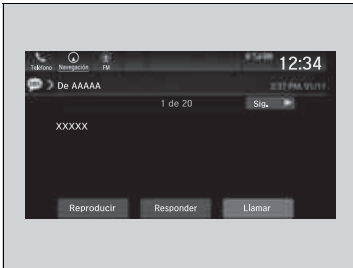 Teléfono Navegación FM
12:34
De AAAAA
1 de 20 Sig.
XXXXX
Reproducir Responder Llamar